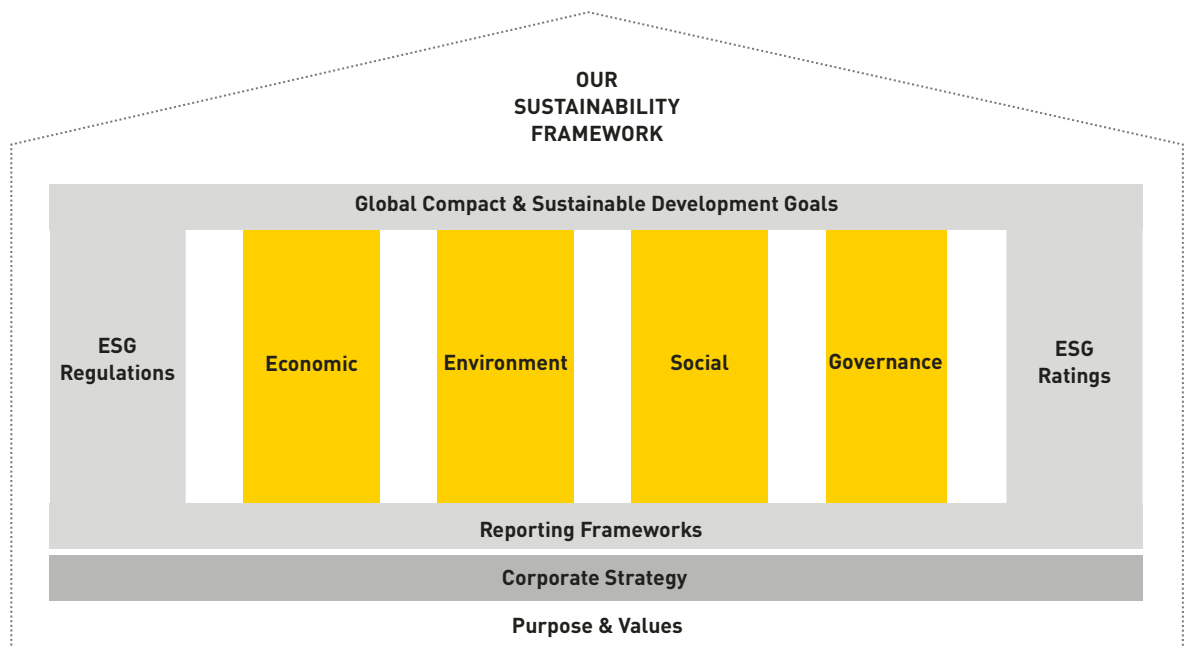 OUR
SUSTAINABILITY
FRAMEWORK
Global Compact & Sustainable Development Goals
ESG
Regulations
Economic
Environment
Social
Governance
ESG
Ratings
Reporting Frameworks
Corporate Strategy
Purpose & Values